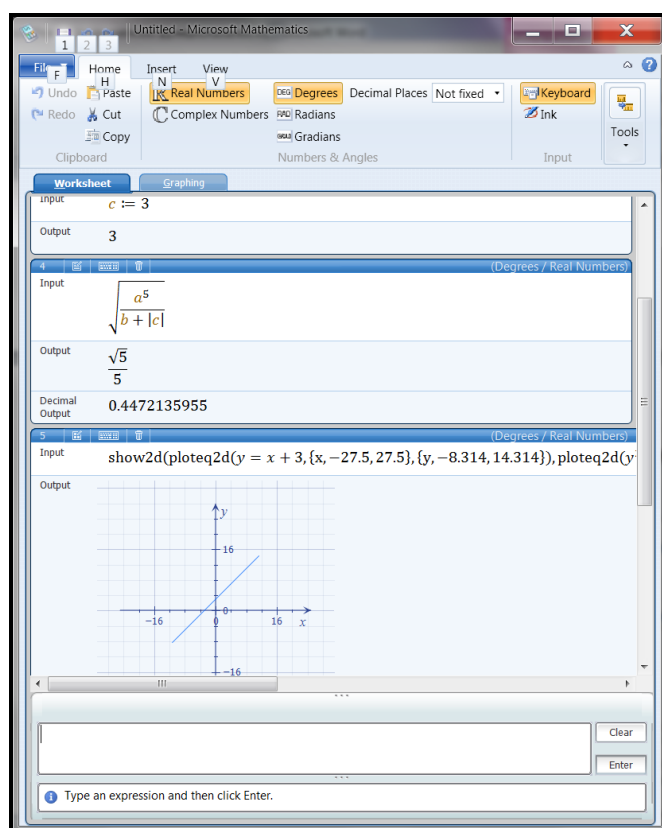 Untitled - Microsoft Mathematics
1 2 3
File Home Insert View
F H N V
Undo Paste Real Numbers DEG Degrees Decimal Places Not fixed Keyboard
Redo Cut Complex Numbers RAD Radians Ink
Copy Gradians Tools
Clipboard Numbers & Angles Input
Worksheet Graphing
Input c ≔ 3
Output 3
4 (Degrees / Real Numbers)
Input √(a⁵/(b + |c|))
Output √5/5
Decimal Output 0.4472135955
5 (Degrees / Real Numbers)
Input show2d(ploteq2d(y = x + 3,{x,−27.5,27.5},{y,−8.314,14.314}),ploteq2d(y
Output
y
16
0
−16 0 16 x
−16
Clear
Enter
Type an expression and then click Enter.